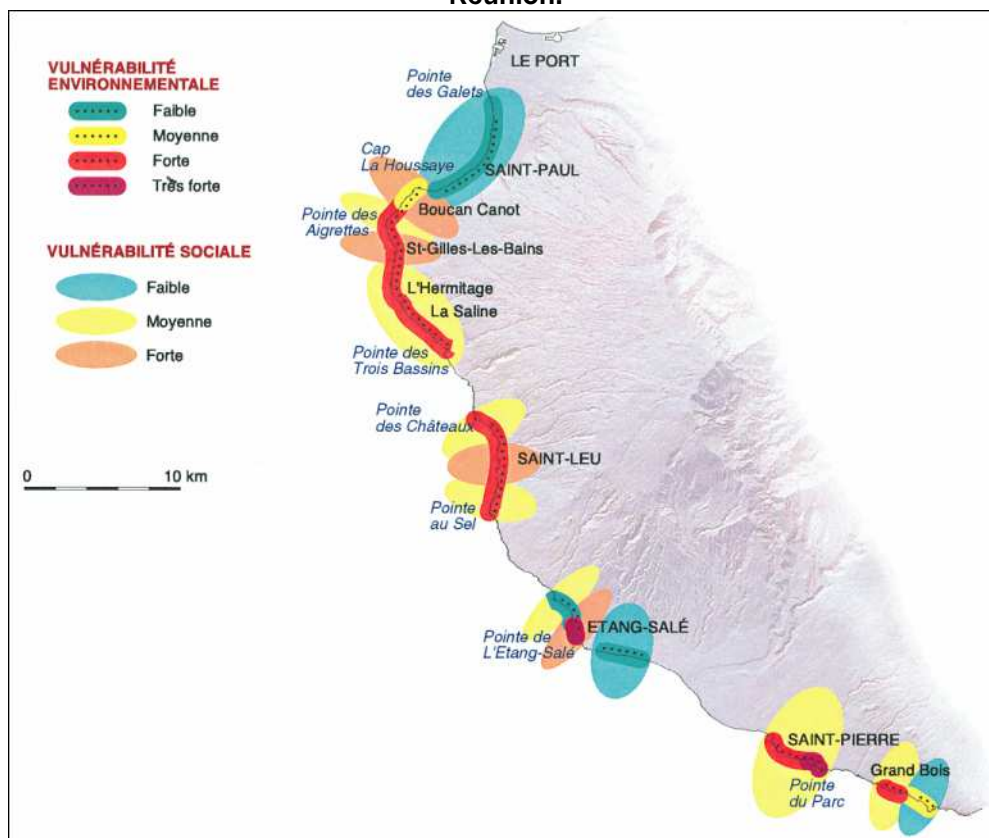 Réunion.
VULNÉRABILITÉ
ENVIRONNEMENTALE
Faible
Moyenne
Forte
Très forte
VULNÉRABILITÉ SOCIALE
Faible
Moyenne
Forte
0 10 km
LE PORT
Pointe
des Galets
Cap
La Houssaye
SAINT-PAUL
Boucan Canot
Pointe des
Aigrettes
St-Gilles-Les-Bains
L'Hermitage
La Saline
Pointe des
Trois Bassins
Pointe
des Châteaux
SAINT-LEU
Pointe
au Sel
ETANG-SALÉ
Pointe de
L'Etang-Salé
SAINT-PIERRE
Pointe
du Parc
Grand Bois